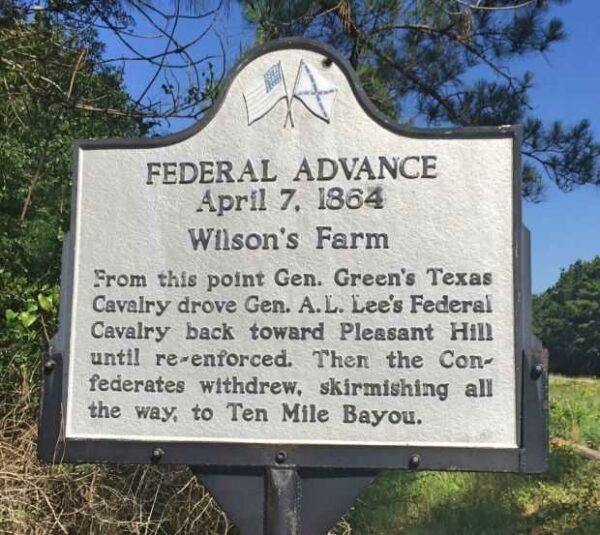 FEDERAL ADVANCE
April 7, 1864
Wilson's Farm
From this point Gen. Green's Texas
Cavalry drove Gen. A.L. Lee's Federal
Cavalry back toward Pleasant Hill
until re-enforced. Then the Con-
federates withdrew, skirmishing all
the way, to Ten Mile Bayou.